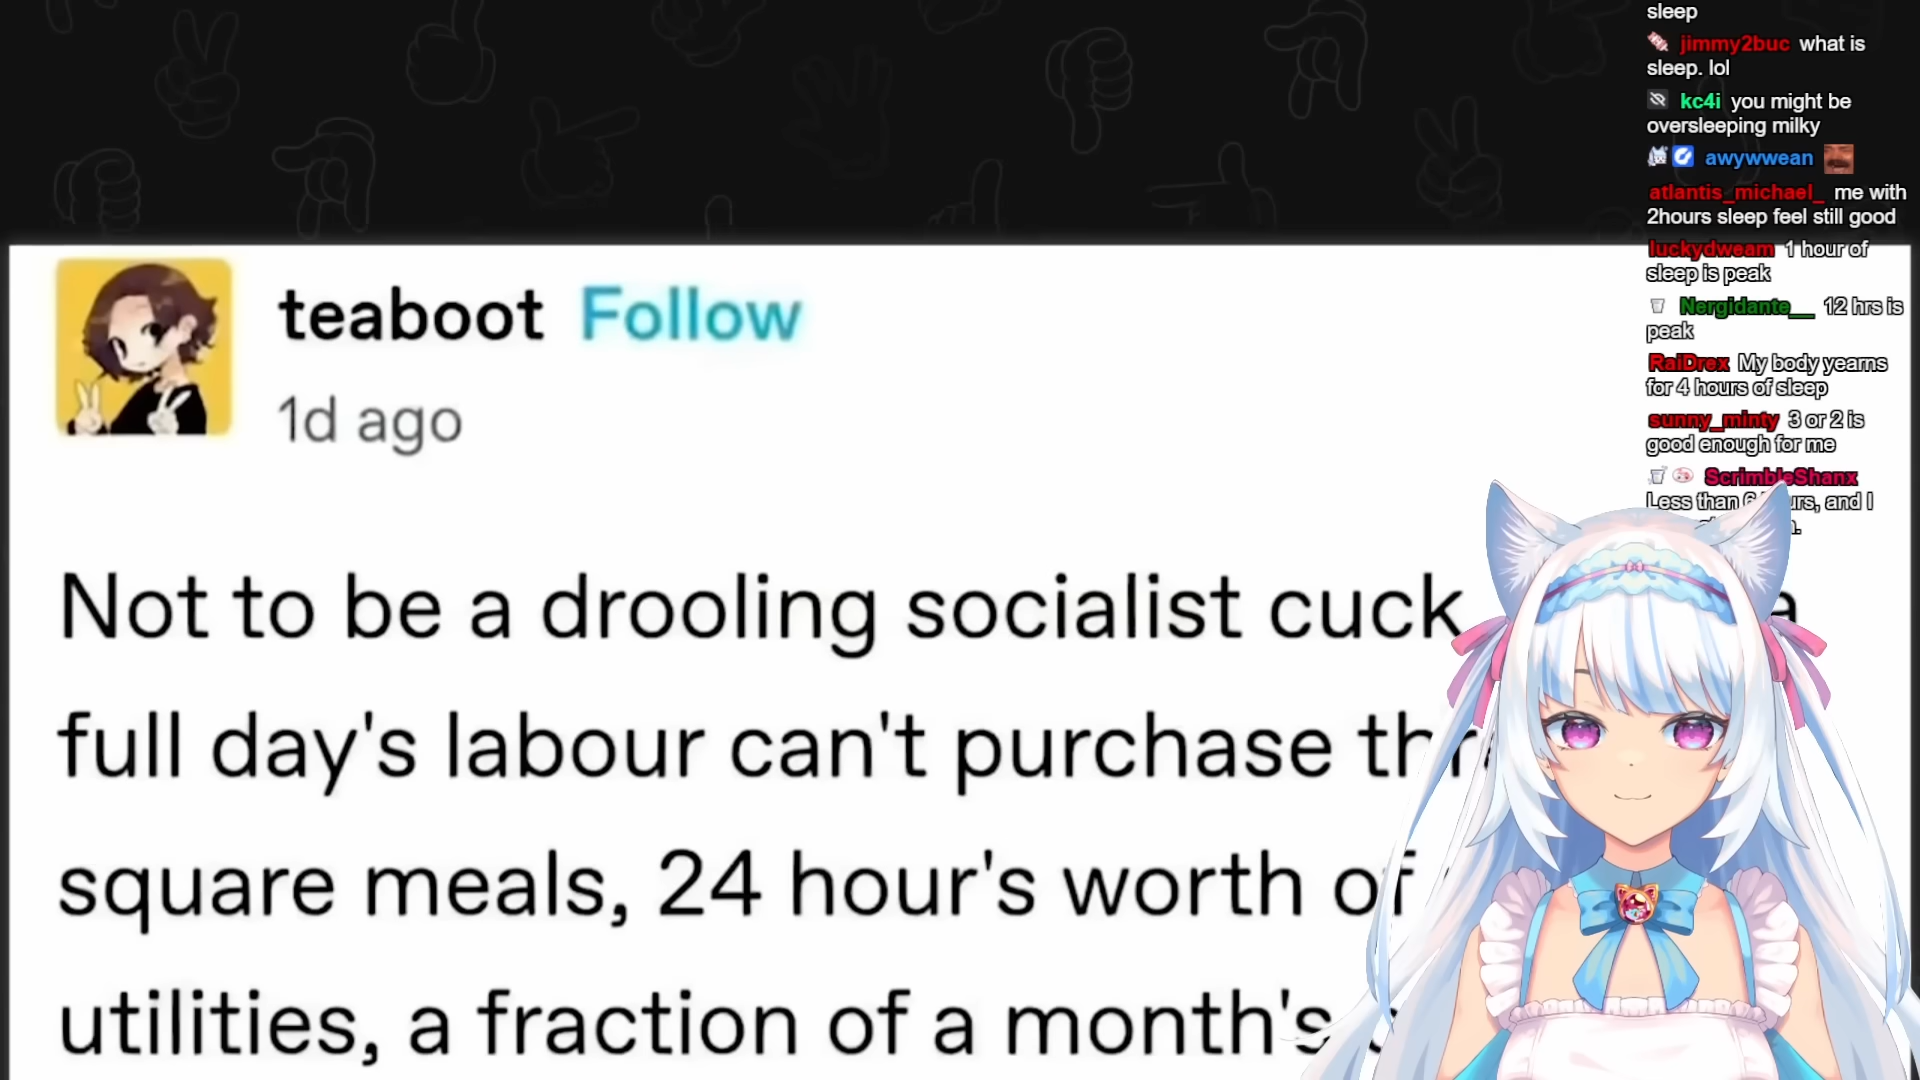 teaboot Follow
1d ago
Not to be a drooling socialist cuck a
full day's labour can't purchase
square meals, 24 hour's worth of
utilities, a fraction of a month's
sleep
jimmy2buc what is
sleep. lol
kc4i you might be
oversleeping milky
awywwean
atlantis_michael_ me with
2hours sleep feel still good
luckydweam 1 hour of
sleep is peak
Nergidante__ 12 hrs is
peak
RaiDrex My body yearns
for 4 hours of sleep
sunny_minty 3 or 2 is
good enough for me
ScrimbleShanx
Less than and I